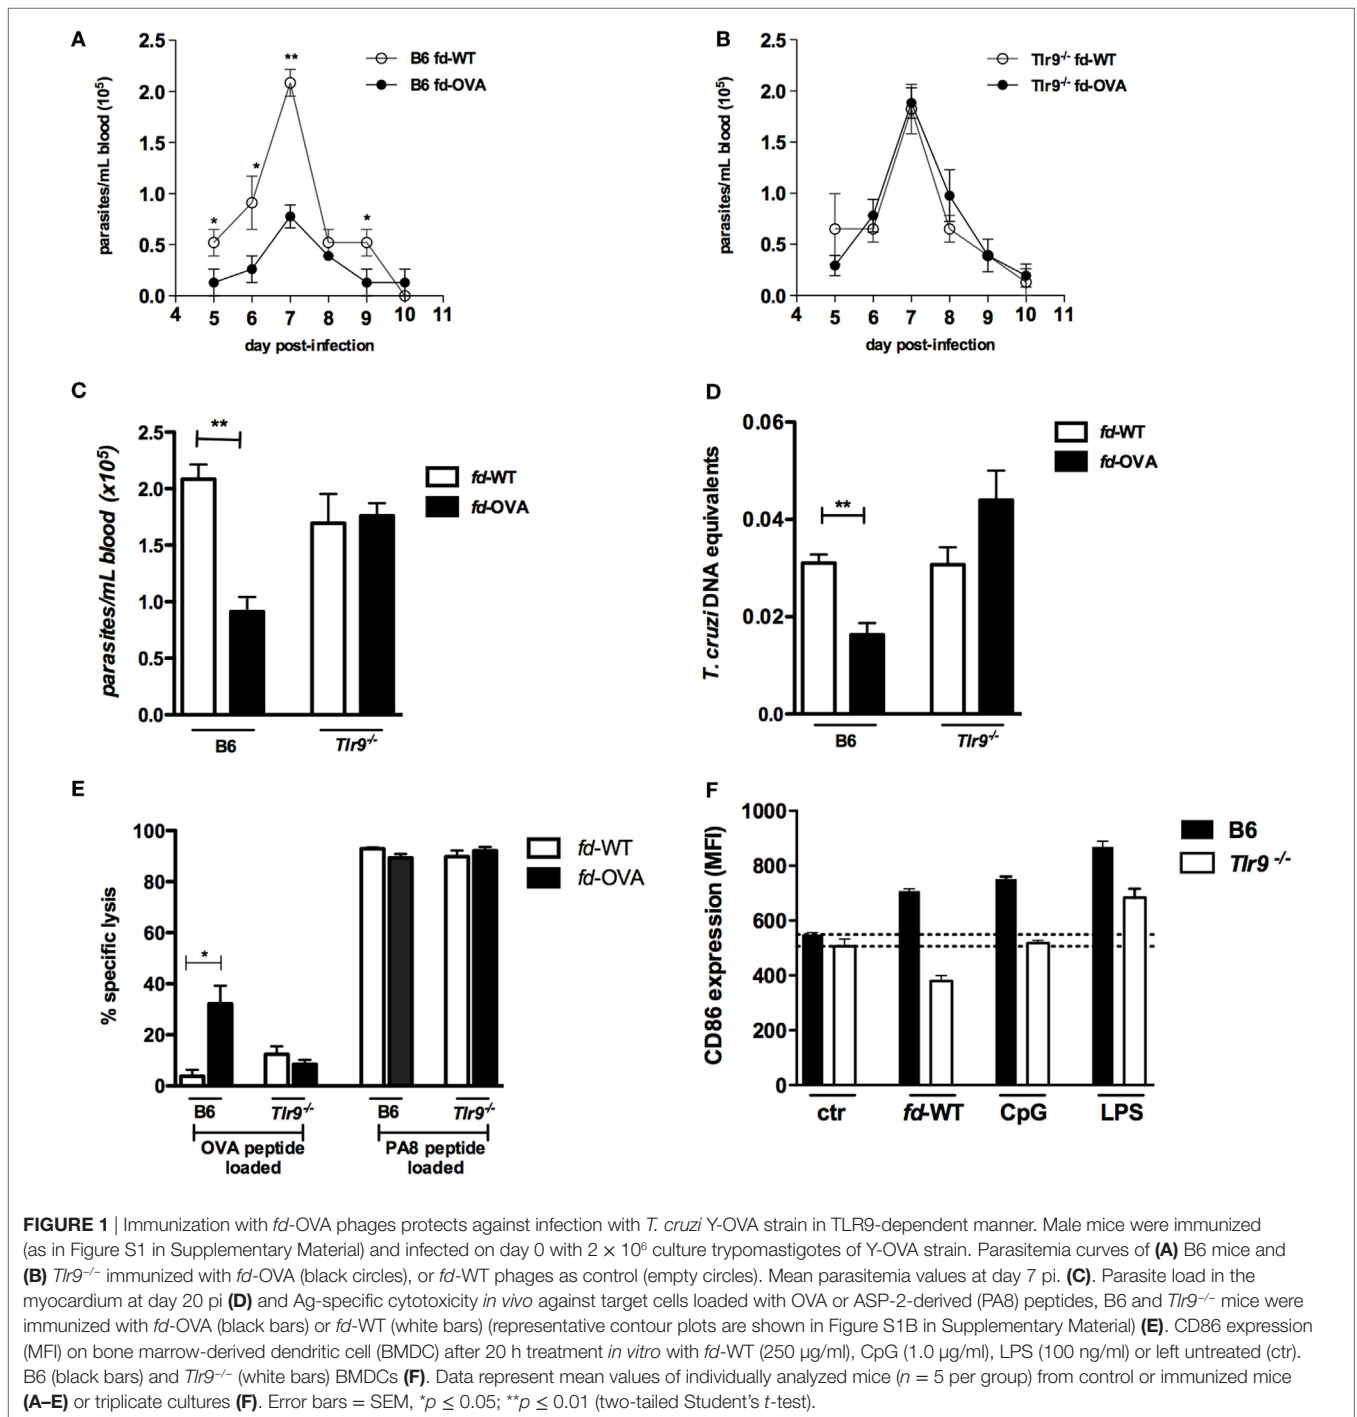 A
2.5
2.0
1.5
1.0
0.5
0.0
parasites/mL blood (10⁵)
B6 fd-WT
B6 fd-OVA
*
*
**
*
4 5 6 7 8 9 10 11
day post-infection
B
2.5
2.0
1.5
1.0
0.5
0.0
parasites/mL blood (10⁵)
Tlr9⁻/⁻ fd-WT
Tlr9⁻/⁻ fd-OVA
4 5 6 7 8 9 10 11
day post-infection
C
2.5
2.0
1.5
1.0
0.5
0.0
parasites/mL blood (x10⁵)
**
fd-WT
fd-OVA
B6 Tlr9⁻/⁻
D
0.06
0.04
0.02
0.0
T. cruzi DNA equivalents
**
fd-WT
fd-OVA
B6 Tlr9⁻/⁻
E
100
80
60
40
20
0
% specific lysis
*
fd-WT
fd-OVA
B6 Tlr9⁻/⁻ B6 Tlr9⁻/⁻
OVA peptide
loaded
PA8 peptide
loaded
F
1000
800
600
400
200
0
CD86 expression (MFI)
B6
Tlr9 ⁻/⁻
ctr fd-WT CpG LPS
FIGURE 1 | Immunization with fd-OVA phages protects against infection with T. cruzi Y-OVA strain in TLR9-dependent manner. Male mice were immunized
(as in Figure S1 in Supplementary Material) and infected on day 0 with 2 × 10⁶ culture trypomastigotes of Y-OVA strain. Parasitemia curves of (A) B6 mice and
(B) Tlr9⁻/⁻ immunized with fd-OVA (black circles), or fd-WT phages as control (empty circles). Mean parasitemia values at day 7 pi. (C). Parasite load in the
myocardium at day 20 pi (D) and Ag-specific cytotoxicity in vivo against target cells loaded with OVA or ASP-2-derived (PA8) peptides, B6 and Tlr9⁻/⁻ mice were
immunized with fd-OVA (black bars) or fd-WT (white bars) (representative contour plots are shown in Figure S1B in Supplementary Material) (E). CD86 expression
(MFI) on bone marrow-derived dendritic cell (BMDC) after 20 h treatment in vitro with fd-WT (250 µg/ml), CpG (1.0 µg/ml), LPS (100 ng/ml) or left untreated (ctr).
B6 (black bars) and Tlr9⁻/⁻ (white bars) BMDCs (F). Data represent mean values of individually analyzed mice (n = 5 per group) from control or immunized mice
(A–E) or triplicate cultures (F). Error bars = SEM, *p ≤ 0.05; **p ≤ 0.01 (two-tailed Student's t-test).